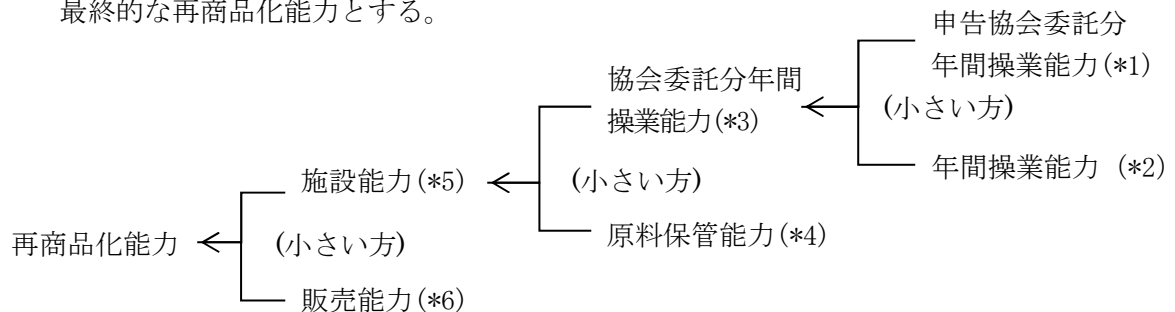 最終的な再商品化能力とする。
申告協会委託分
年間操業能力(*1)
協会委託分年間
操業能力(*3)
(小さい方)
年間操業能力 (*2)
施設能力(*5)
(小さい方)
原料保管能力(*4)
再商品化能力
(小さい方)
販売能力(*6)